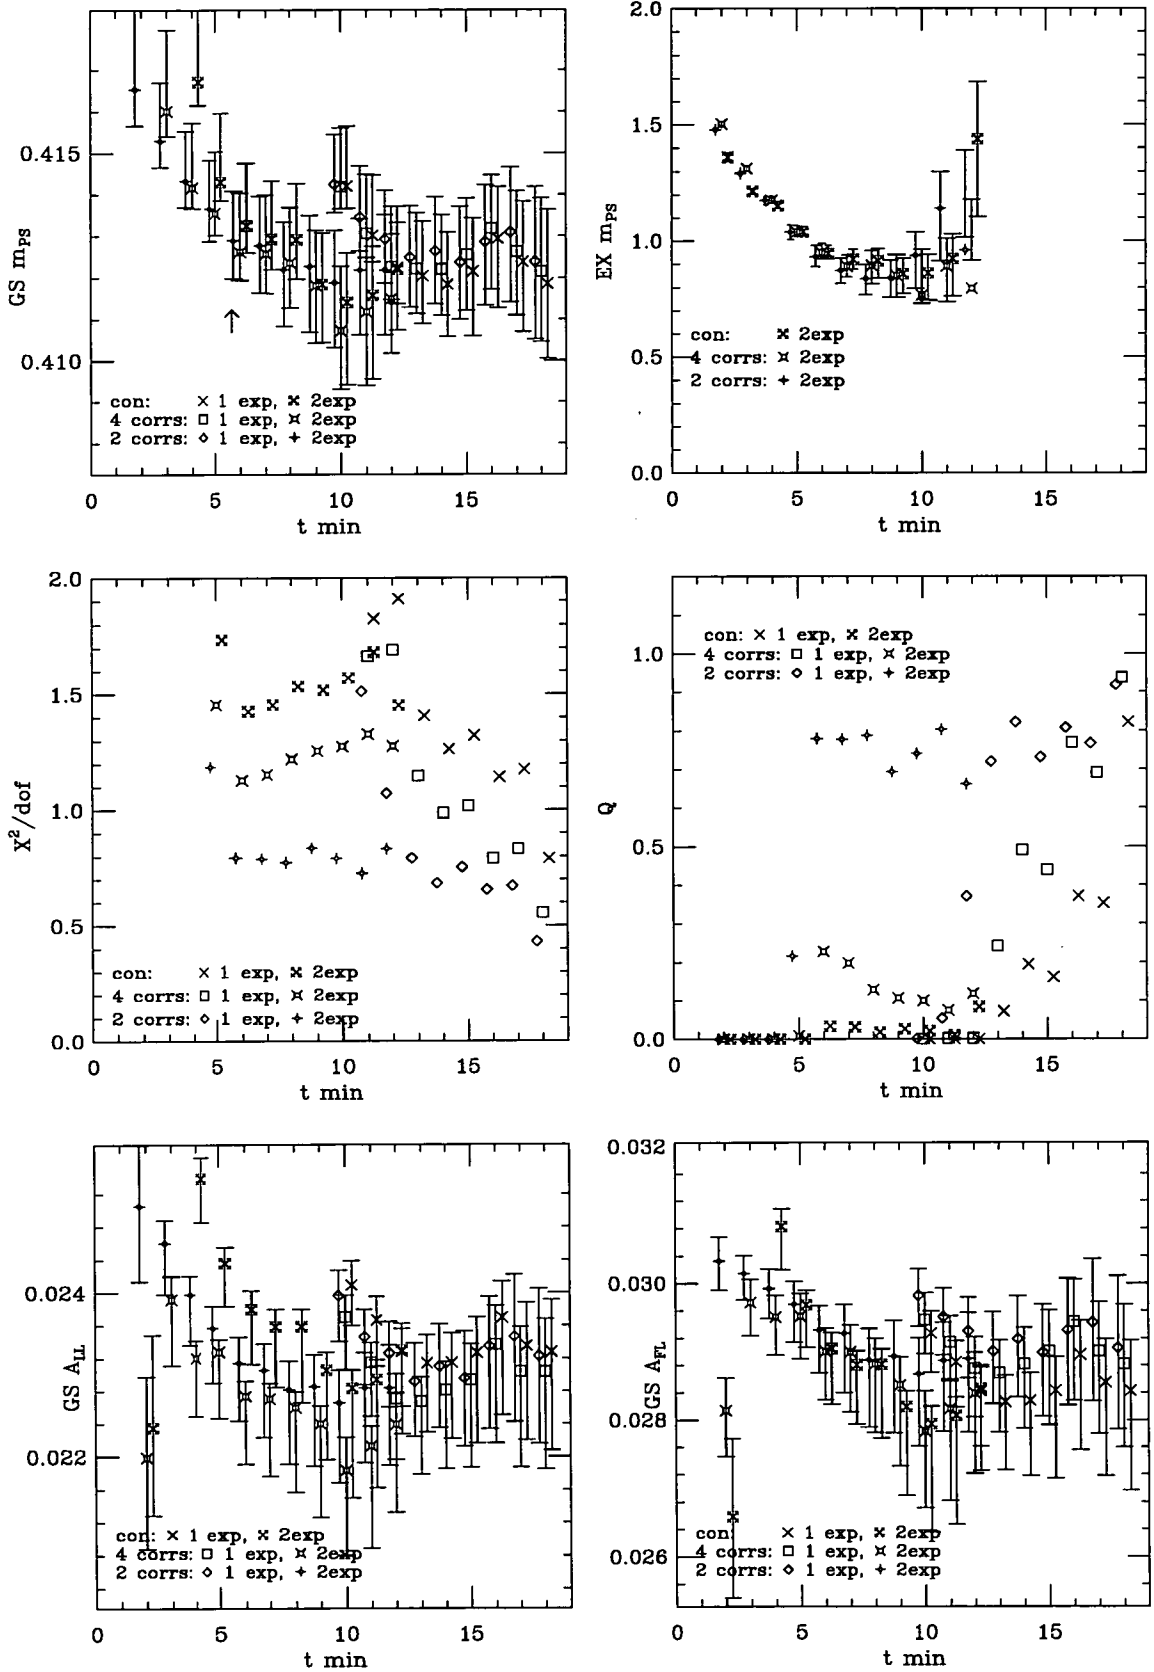 GS mPS
0.415
0.410
con: × 1 exp, 2exp
4 corrs: □ 1 exp, 2exp
2 corrs: ◇ 1 exp, 2exp
0 5 10 15
t min
EX mPS
2.0
1.5
1.0
0.5
0.0
con: 2exp
4 corrs: 2exp
2 corrs: 2exp
0 5 10 15
t min
X²/dof
2.0
1.5
1.0
0.5
0.0
con: × 1 exp, 2exp
4 corrs: □ 1 exp, 2exp
2 corrs: ◇ 1 exp, 2exp
0 5 10 15
t min
Q
1.0
0.5
0.0
con: × 1 exp, 2exp
4 corrs: □ 1 exp, 2exp
2 corrs: ◇ 1 exp, 2exp
0 5 10 15
t min
GS ALL
0.024
0.022
con: × 1 exp, 2exp
4 corrs: □ 1 exp, 2exp
2 corrs: ◇ 1 exp, 2exp
0 5 10 15
t min
GS AFL
0.032
0.030
0.028
0.026
con: × 1 exp, 2exp
4 corrs: □ 1 exp, 2exp
2 corrs: ◇ 1 exp, 2exp
0 5 10 15
t min